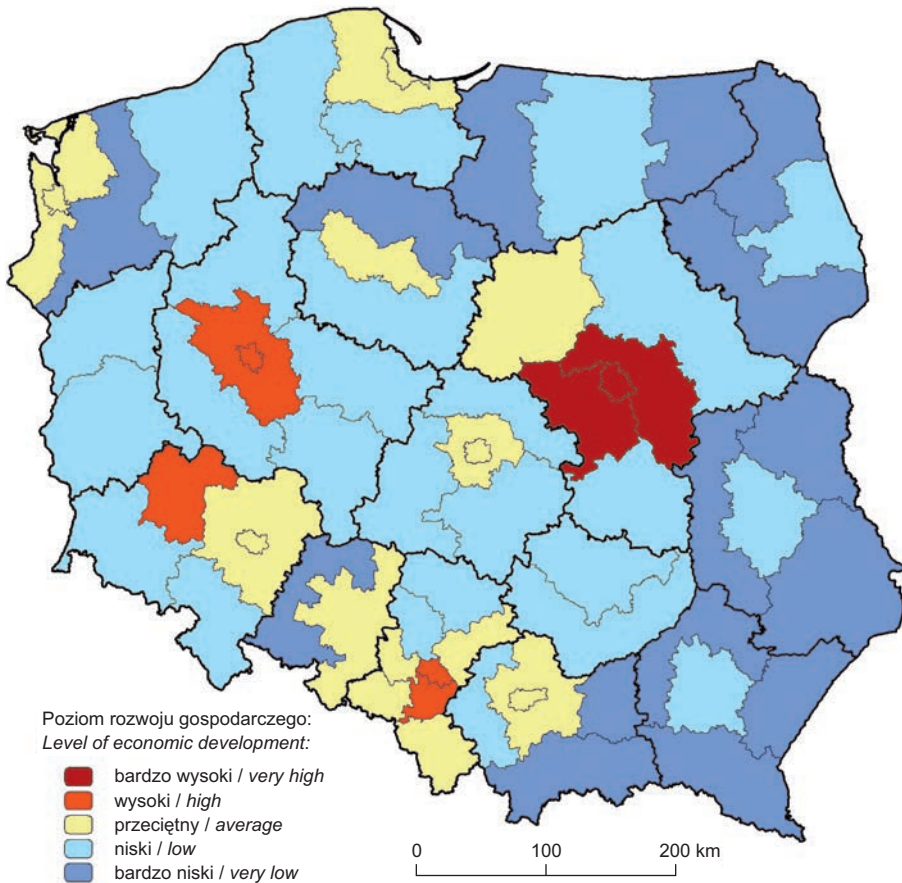 Poziom rozwoju gospodarczego:
Level of economic development:
bardzo wysoki / very high
wysoki / high
przeciętny / average
niski / low
bardzo niski / very low
0 100 200 km